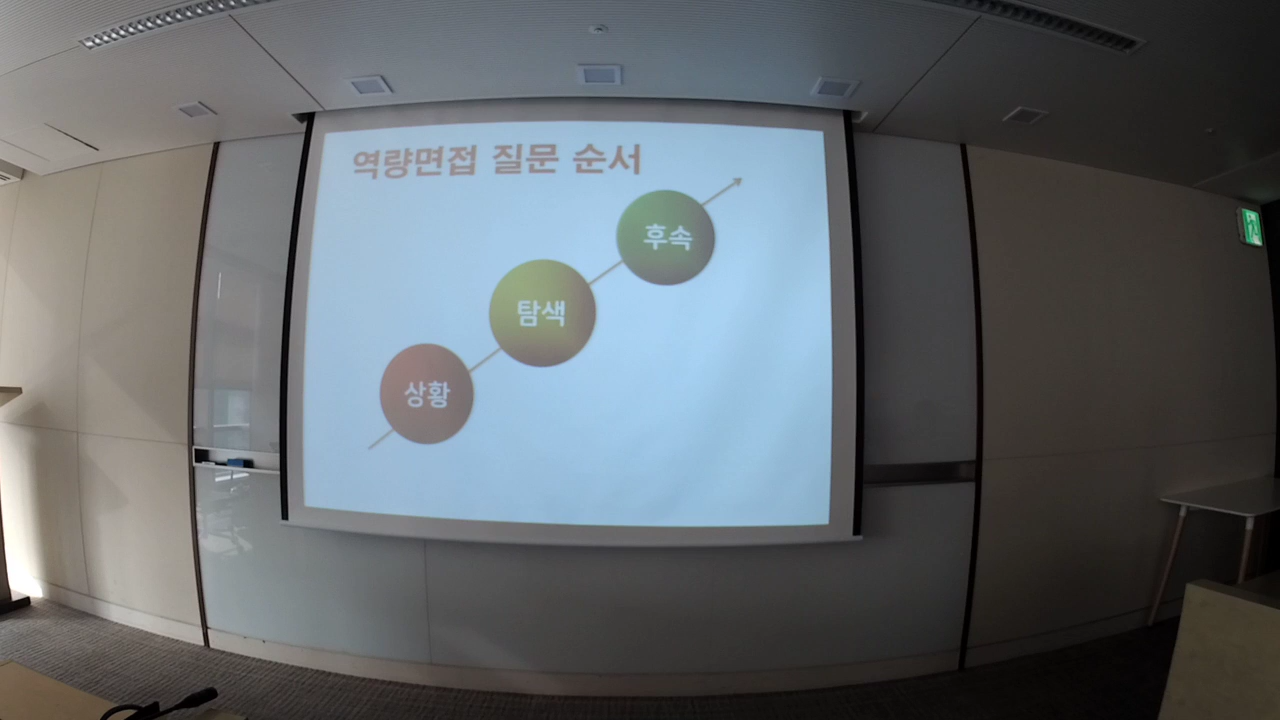 역량면접 질문 순서
후속
탐색
상황